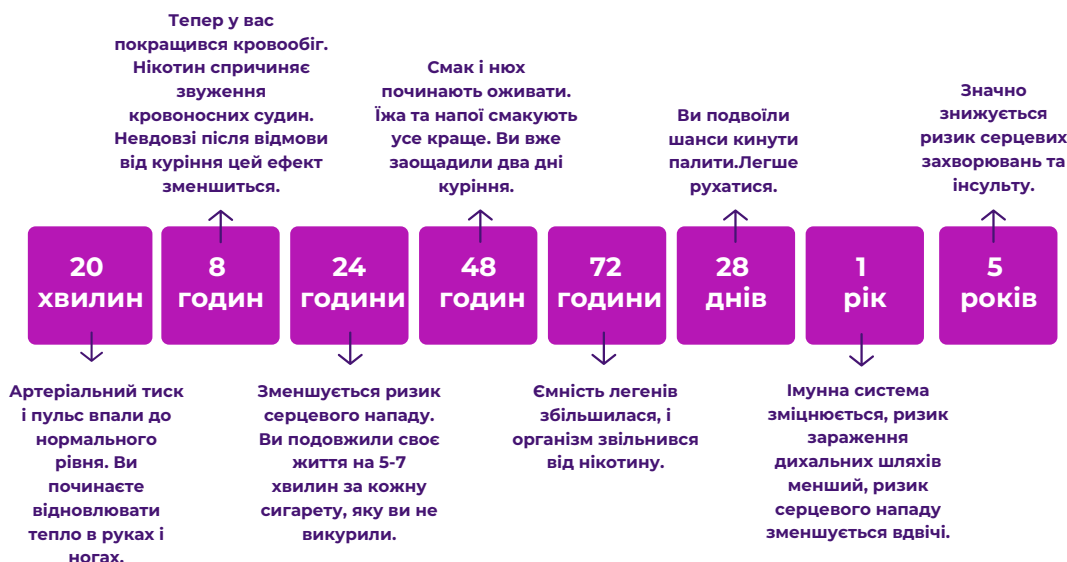 Тепер у вас
покращився кровообіг.
Нікотин спричиняє
звуження
кровоносних судин.
Невдовзі після відмови
від куріння цей ефект
зменшиться.
Смак і нюх
починають оживати.
Їжа та напої смакують
усе краще. Ви вже
заощадили два дні
куріння.
Ви подвоїли
шанси кинути
палити.Легше
рухатися.
Значно
знижується
ризик серцевих
захворювань та
інсульту.
20
хвилин
8
годин
24
години
48
годин
72
години
28
днів
1
рік
5
років
Артеріальний тиск
і пульс впали до
нормального
рівня. Ви
починаєте
відновлювати
тепло в руках і
ногах.
Зменшується ризик
серцевого нападу.
Ви подовжили своє
життя на 5-7
хвилин за кожну
сигарету, яку ви не
викурили.
Ємність легенів
збільшилася, і
організм звільнився
від нікотину.
Імунна система
зміцнюється, ризик
зараження
дихальних шляхів
менший, ризик
серцевого нападу
зменшується вдвічі.